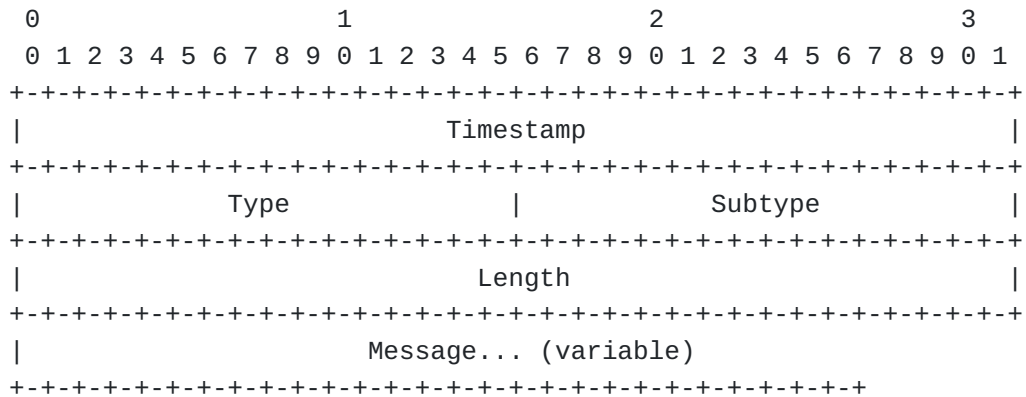 0                   1                   2                   3
 0 1 2 3 4 5 6 7 8 9 0 1 2 3 4 5 6 7 8 9 0 1 2 3 4 5 6 7 8 9 0 1
+-+-+-+-+-+-+-+-+-+-+-+-+-+-+-+-+-+-+-+-+-+-+-+-+-+-+-+-+-+-+-+-+
|                           Timestamp                           |
+-+-+-+-+-+-+-+-+-+-+-+-+-+-+-+-+-+-+-+-+-+-+-+-+-+-+-+-+-+-+-+-+
|             Type              |            Subtype            |
+-+-+-+-+-+-+-+-+-+-+-+-+-+-+-+-+-+-+-+-+-+-+-+-+-+-+-+-+-+-+-+-+
|                             Length                            |
+-+-+-+-+-+-+-+-+-+-+-+-+-+-+-+-+-+-+-+-+-+-+-+-+-+-+-+-+-+-+-+-+
|                      Message... (variable)
+-+-+-+-+-+-+-+-+-+-+-+-+-+-+-+-+-+-+-+-+-+-+-+-+-+-+-+